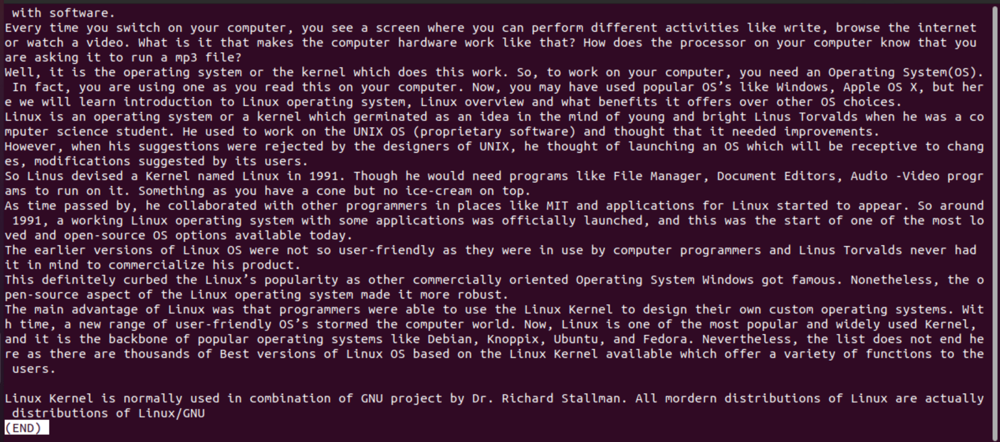 with software.
Every time you switch on your computer, you see a screen where you can perform different activities like write, browse the internet
or watch a video. What is it that makes the computer hardware work like that? How does the processor on your computer know that you
are asking it to run a mp3 file?
Well, it is the operating system or the kernel which does this work. So, to work on your computer, you need an Operating System(OS).
 In fact, you are using one as you read this on your computer. Now, you may have used popular OS’s like Windows, Apple OS X, but her
e we will learn introduction to Linux operating system, Linux overview and what benefits it offers over other OS choices.
Linux is an operating system or a kernel which germinated as an idea in the mind of young and bright Linus Torvalds when he was a co
mputer science student. He used to work on the UNIX OS (proprietary software) and thought that it needed improvements.
However, when his suggestions were rejected by the designers of UNIX, he thought of launching an OS which will be receptive to chang
es, modifications suggested by its users.
So Linus devised a Kernel named Linux in 1991. Though he would need programs like File Manager, Document Editors, Audio -Video progr
ams to run on it. Something as you have a cone but no ice-cream on top.
As time passed by, he collaborated with other programmers in places like MIT and applications for Linux started to appear. So around
 1991, a working Linux operating system with some applications was officially launched, and this was the start of one of the most lo
ved and open-source OS options available today.
The earlier versions of Linux OS were not so user-friendly as they were in use by computer programmers and Linus Torvalds never had
it in mind to commercialize his product.
This definitely curbed the Linux’s popularity as other commercially oriented Operating System Windows got famous. Nonetheless, the o
pen-source aspect of the Linux operating system made it more robust.
The main advantage of Linux was that programmers were able to use the Linux Kernel to design their own custom operating systems. Wit
h time, a new range of user-friendly OS’s stormed the computer world. Now, Linux is one of the most popular and widely used Kernel,
and it is the backbone of popular operating systems like Debian, Knoppix, Ubuntu, and Fedora. Nevertheless, the list does not end he
re as there are thousands of Best versions of Linux OS based on the Linux Kernel available which offer a variety of functions to the
 users.
Linux Kernel is normally used in combination of GNU project by Dr. Richard Stallman. All mordern distributions of Linux are actually
 distributions of Linux/GNU
(END)